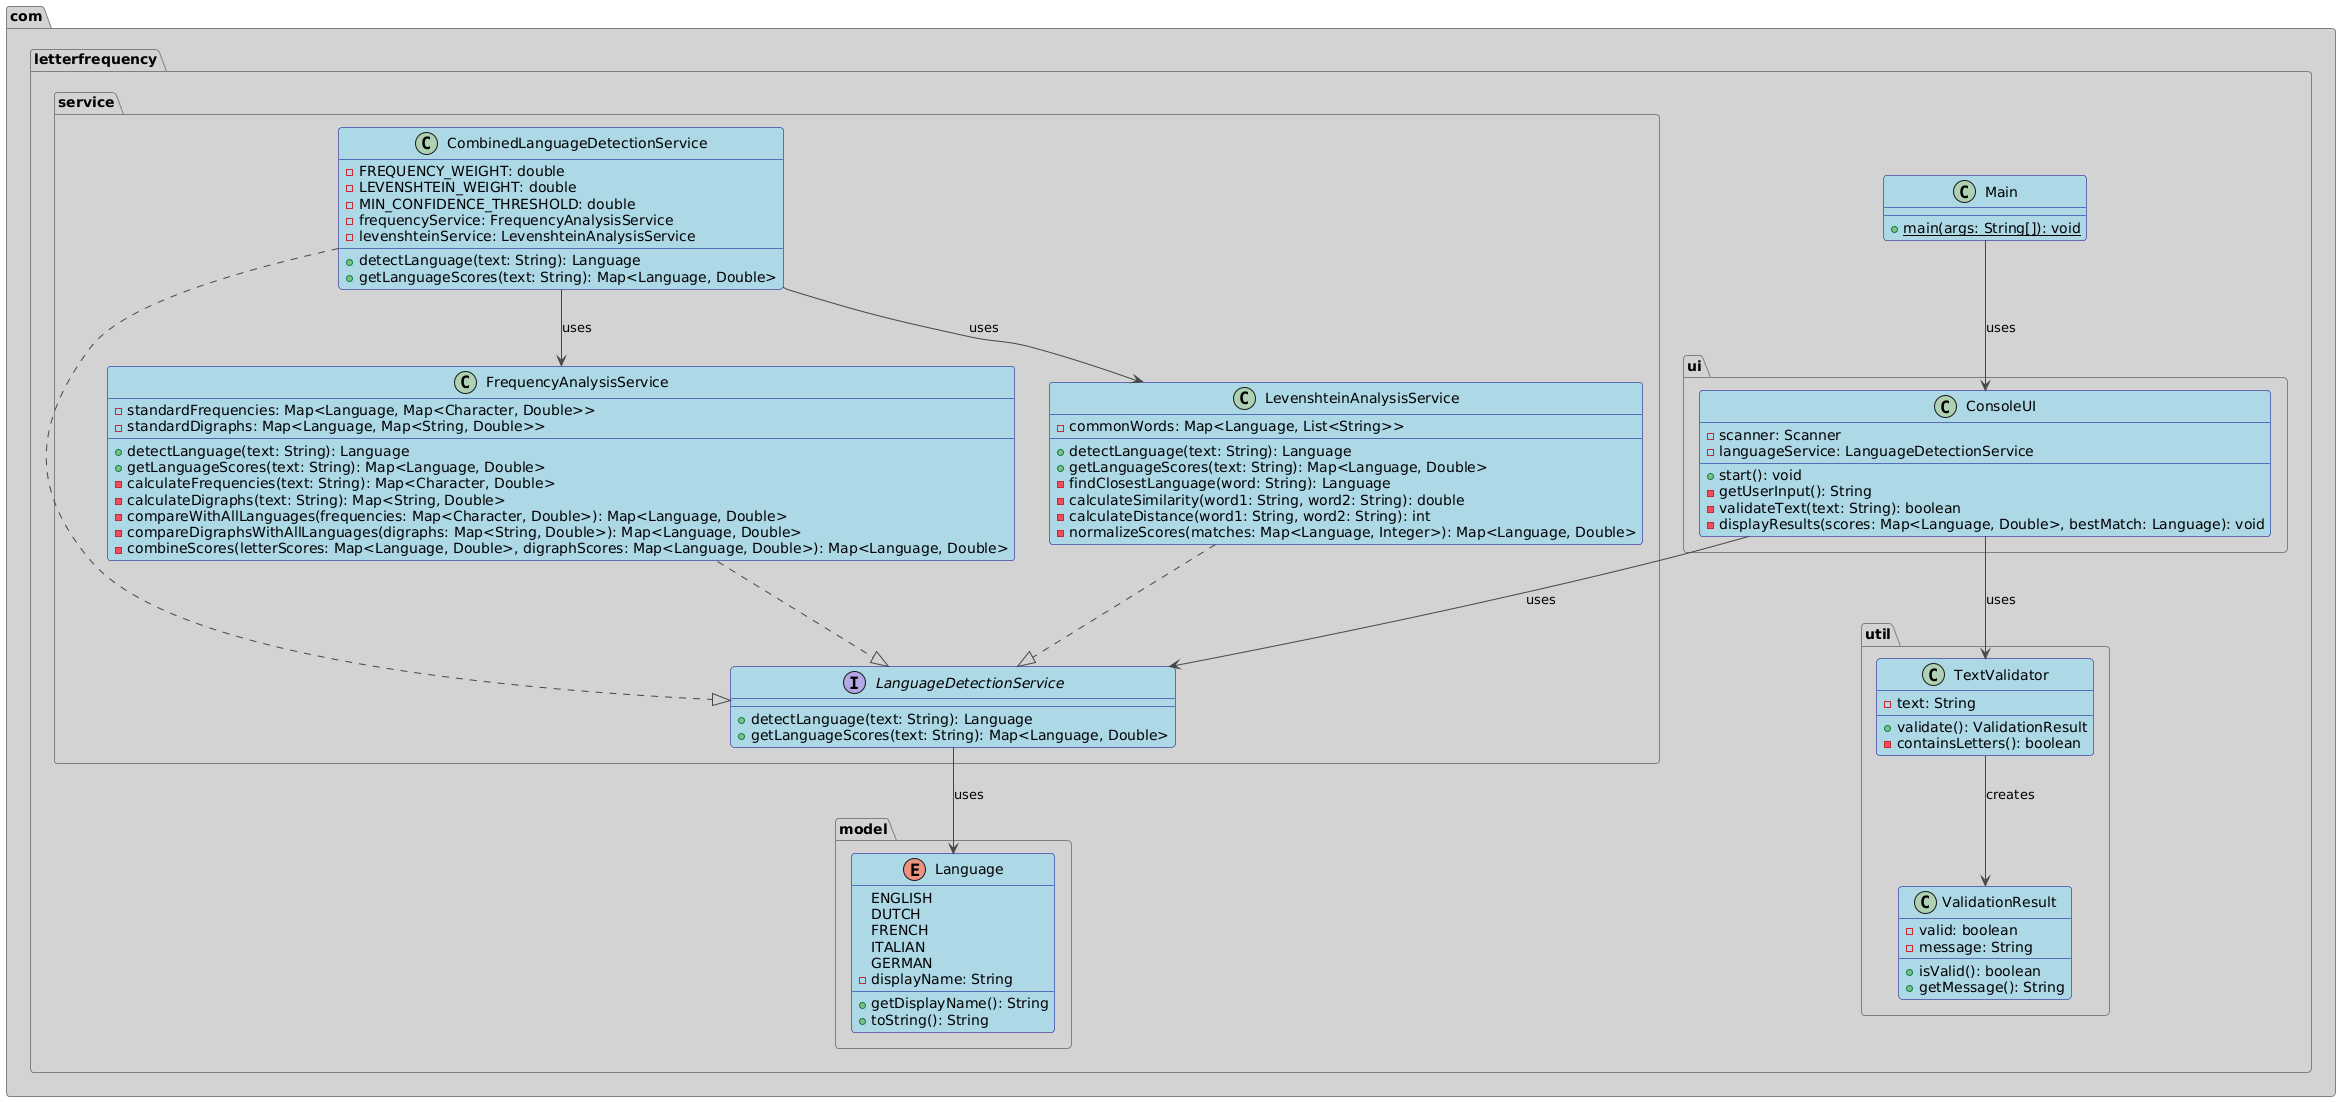 com
letterfrequency
service
C CombinedLanguageDetectionService
FREQUENCY_WEIGHT: double
LEVENSHTEIN_WEIGHT: double
MIN_CONFIDENCE_THRESHOLD: double
frequencyService: FrequencyAnalysisService
levenshteinService: LevenshteinAnalysisService
detectLanguage(text: String): Language
getLanguageScores(text: String): Map<Language, Double>
C Main
main(args: String[]): void
uses
uses
uses
C FrequencyAnalysisService
standardFrequencies: Map<Language, Map<Character, Double>>
standardDigraphs: Map<Language, Map<String, Double>>
detectLanguage(text: String): Language
getLanguageScores(text: String): Map<Language, Double>
calculateFrequencies(text: String): Map<Character, Double>
calculateDigraphs(text: String): Map<String, Double>
compareWithAllLanguages(frequencies: Map<Character, Double>): Map<Language, Double>
compareDigraphsWithAllLanguages(digraphs: Map<String, Double>): Map<Language, Double>
combineScores(letterScores: Map<Language, Double>, digraphScores: Map<Language, Double>): Map<Language, Double>
C LevenshteinAnalysisService
commonWords: Map<Language, List<String>>
detectLanguage(text: String): Language
getLanguageScores(text: String): Map<Language, Double>
findClosestLanguage(word: String): Language
calculateSimilarity(word1: String, word2: String): double
calculateDistance(word1: String, word2: String): int
normalizeScores(matches: Map<Language, Integer>): Map<Language, Double>
ui
C ConsoleUI
scanner: Scanner
languageService: LanguageDetectionService
start(): void
getUserInput(): String
validateText(text: String): boolean
displayResults(scores: Map<Language, Double>, bestMatch: Language): void
uses
uses
I LanguageDetectionService
detectLanguage(text: String): Language
getLanguageScores(text: String): Map<Language, Double>
util
C TextValidator
text: String
validate(): ValidationResult
containsLetters(): boolean
uses
creates
model
E Language
ENGLISH
DUTCH
FRENCH
ITALIAN
GERMAN
displayName: String
getDisplayName(): String
toString(): String
C ValidationResult
valid: boolean
message: String
isValid(): boolean
getMessage(): String